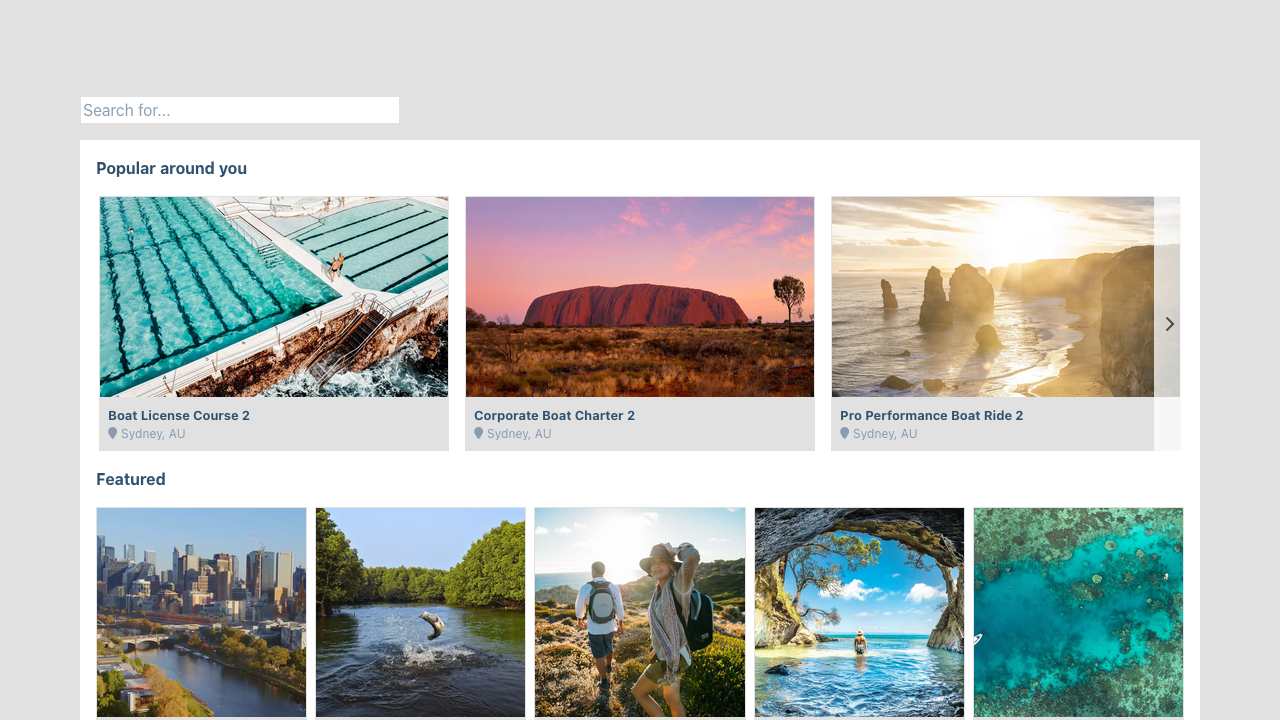 Search for...
Popular around you
Boat License Course 2
Sydney, AU
Corporate Boat Charter 2
Sydney, AU
Pro Performance Boat Ride 2
Sydney, AU
Featured